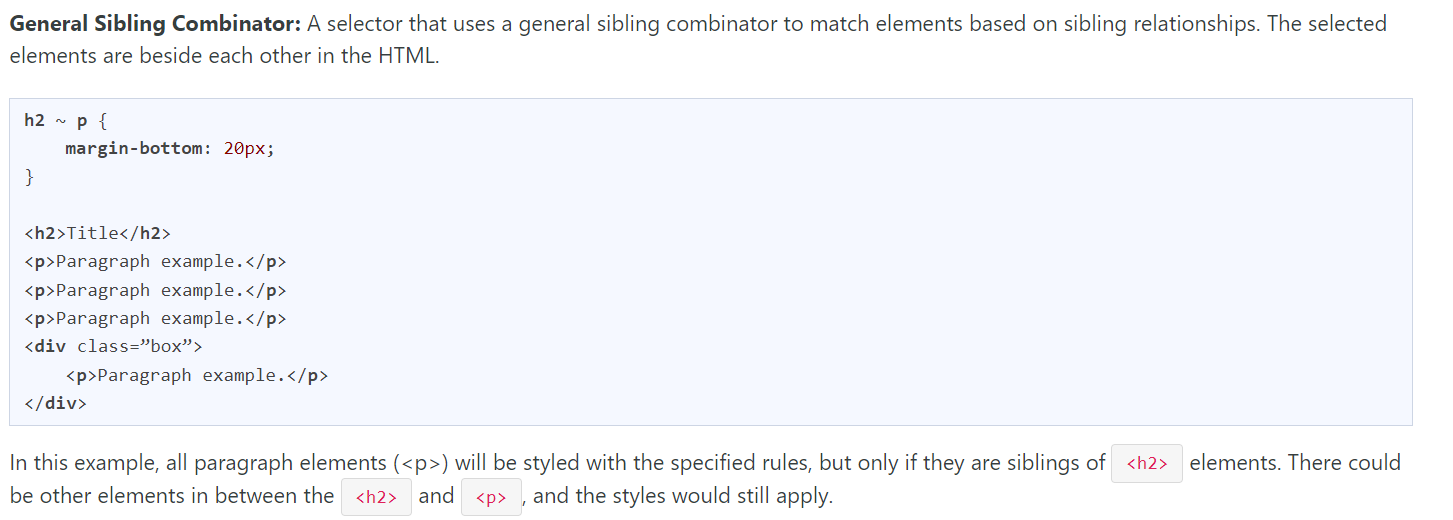 General Sibling Combinator: A selector that uses a general sibling combinator to match elements based on sibling relationships. The selected
elements are beside each other in the HTML.
h2 ~ p {
    margin-bottom: 20px;
}
<h2>Title</h2>
<p>Paragraph example.</p>
<p>Paragraph example.</p>
<p>Paragraph example.</p>
<div class=”box”>
    <p>Paragraph example.</p>
</div>
In this example, all paragraph elements (<p>) will be styled with the specified rules, but only if they are siblings of <h2> elements. There could
be other elements in between the <h2> and <p> , and the styles would still apply.